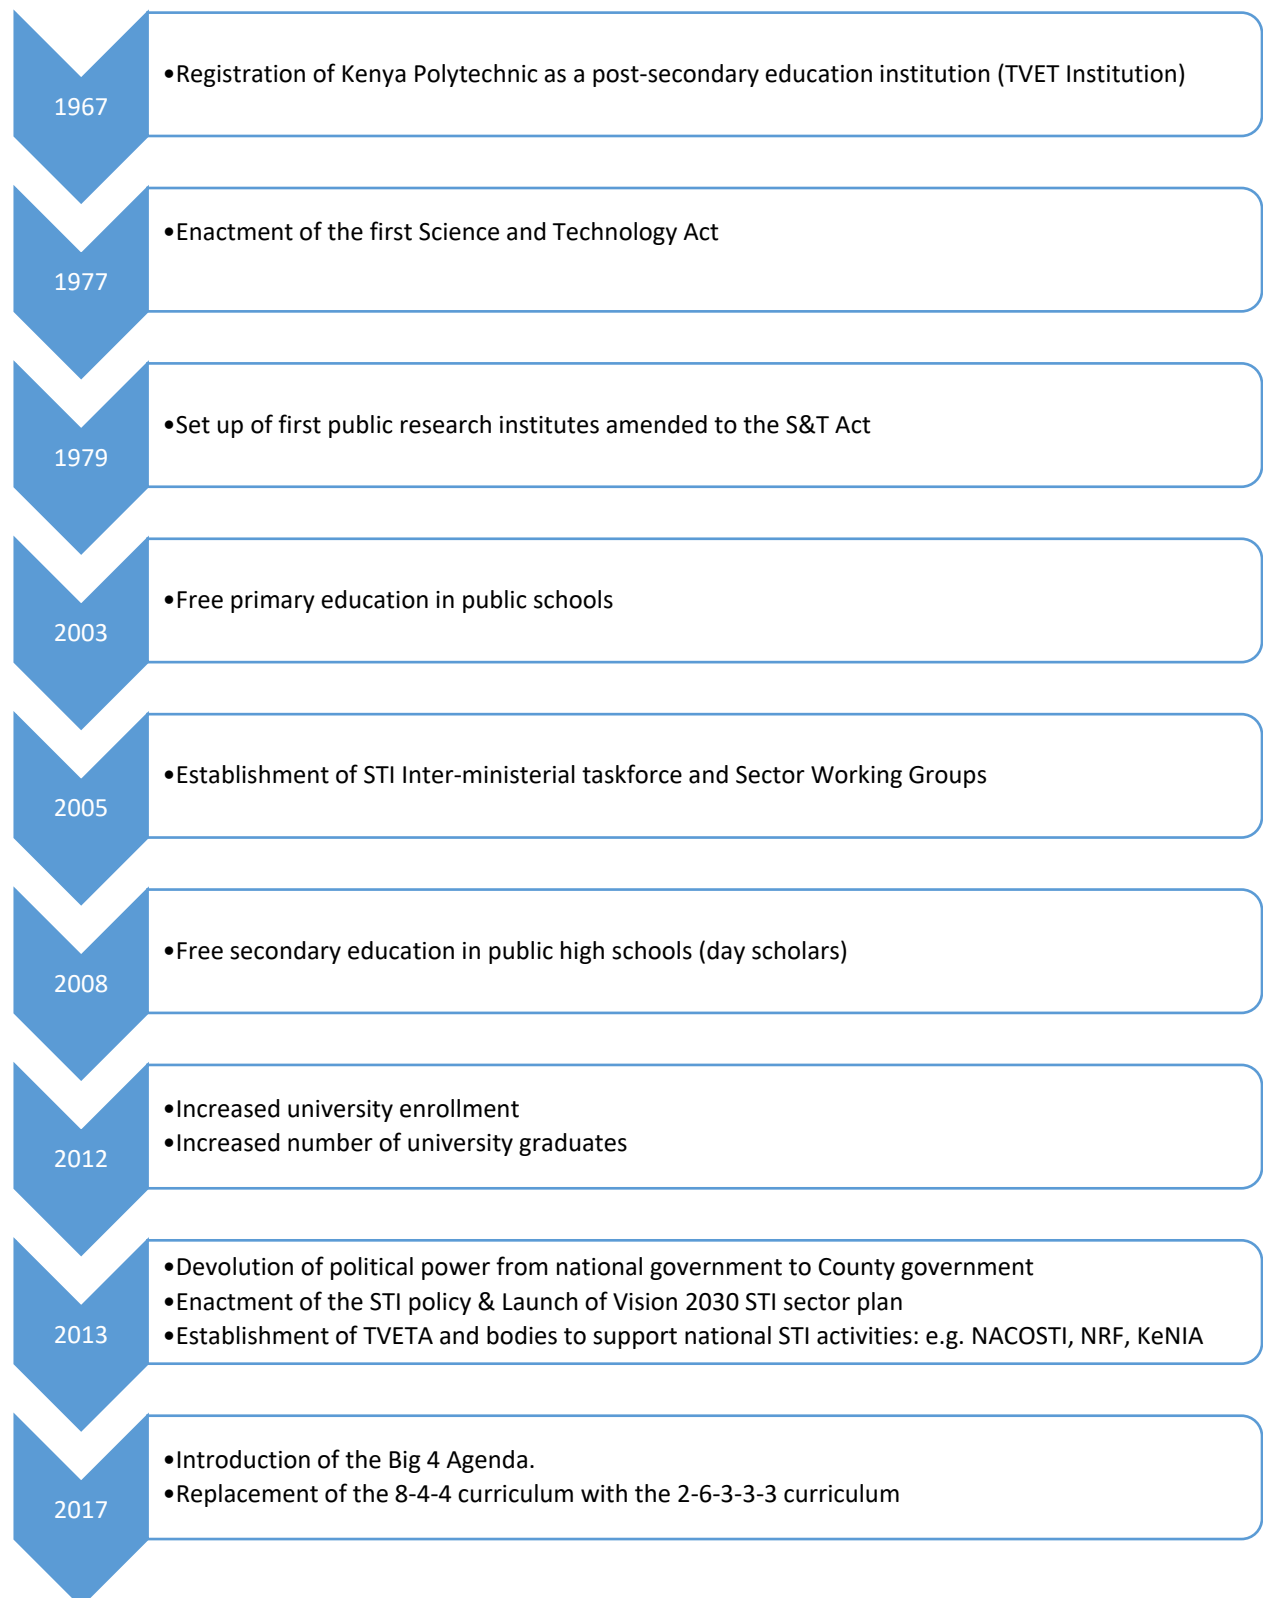 1967
•Registration of Kenya Polytechnic as a post-secondary education institution (TVET Institution)
1977
•Enactment of the first Science and Technology Act
1979
•Set up of first public research institutes amended to the S&T Act
2003
•Free primary education in public schools
2005
•Establishment of STI Inter-ministerial taskforce and Sector Working Groups
2008
•Free secondary education in public high schools (day scholars)
2012
•Increased university enrollment
•Increased number of university graduates
2013
•Devolution of political power from national government to County government
•Enactment of the STI policy & Launch of Vision 2030 STI sector plan
•Establishment of TVETA and bodies to support national STI activities: e.g. NACOSTI, NRF, KeNIA
2017
•Introduction of the Big 4 Agenda.
•Replacement of the 8-4-4 curriculum with the 2-6-3-3-3 curriculum